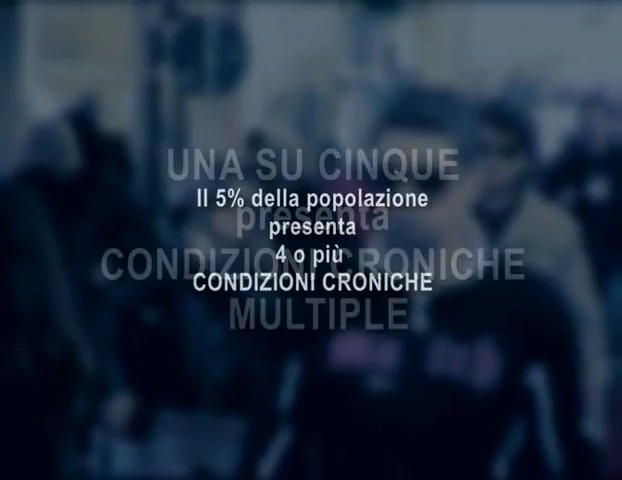 UNA SU CINQUE
Il 5% della popolazione
presenta
presenta
4 o più
CONDIZIONI CRONICHE
CONDIZIONI CRONICHE
MULTIPLE